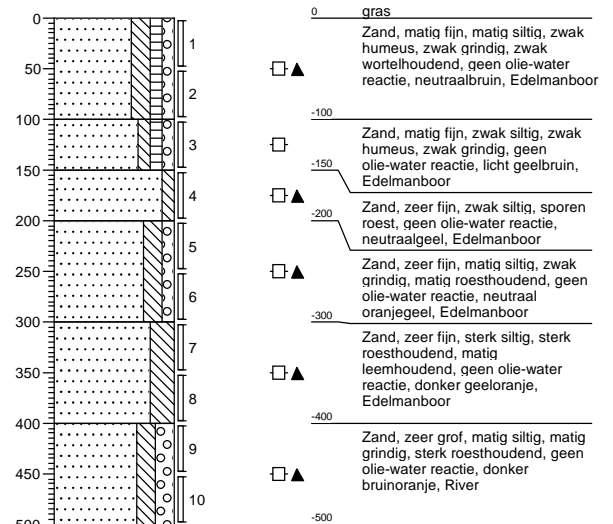 0
50
100
150
200
250
300
350
400
450
500
1
2
3
4
5
6
7
8
9
10
0
gras
Zand, matig fijn, matig siltig, zwak
humeus, zwak grindig, zwak
wortelhoudend, geen olie-water
reactie, neutraalbruin, Edelmanboor
-100
Zand, matig fijn, zwak siltig, zwak
humeus, zwak grindig, geen
olie-water reactie, licht geelbruin,
Edelmanboor
-150
Zand, zeer fijn, zwak siltig, sporen
roest, geen olie-water reactie,
neutraalgeel, Edelmanboor
-200
Zand, zeer fijn, matig siltig, zwak
grindig, matig roesthoudend, geen
olie-water reactie, neutraal
oranjegeel, Edelmanboor
-300
Zand, zeer fijn, sterk siltig, sterk
roesthoudend, matig
leemhoudend, geen olie-water
reactie, donker geeloranje,
Edelmanboor
-400
Zand, zeer grof, matig siltig, matig
grindig, sterk roesthoudend, geen
olie-water reactie, donker
bruinoranje, River
-500